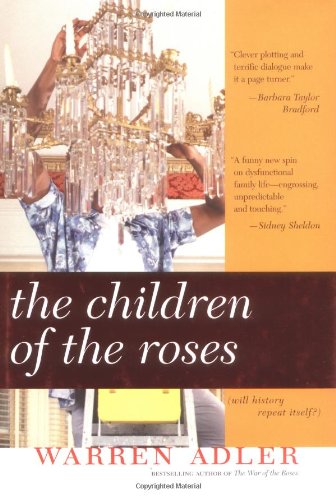 Copyrighted Material
"Clever plotting and
terrific dialogue make
it a page turner."
—Barbara Taylor
Bradford
"A funny new spin
on dysfunctional
family life—engrossing,
unpredictable
and touching."
—Sidney Sheldon
the children
of the roses
(will history
repeat itself?)
WARREN ADLER
BESTSELLING AUTHOR OF The War of the Roses
Copyrighted Material